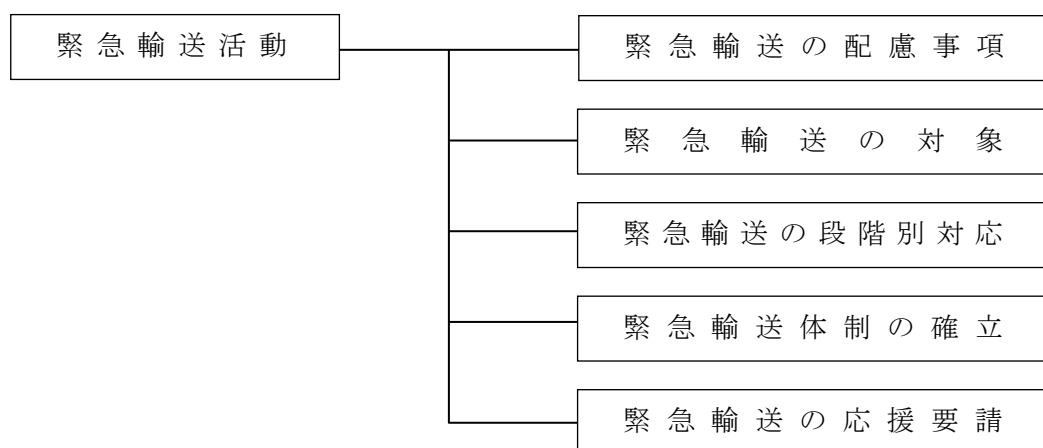 緊急輸送活動
緊急輸送の配慮事項
緊急輸送の対象
緊急輸送の段階別対応
緊急輸送体制の確立
緊急輸送の応援要請